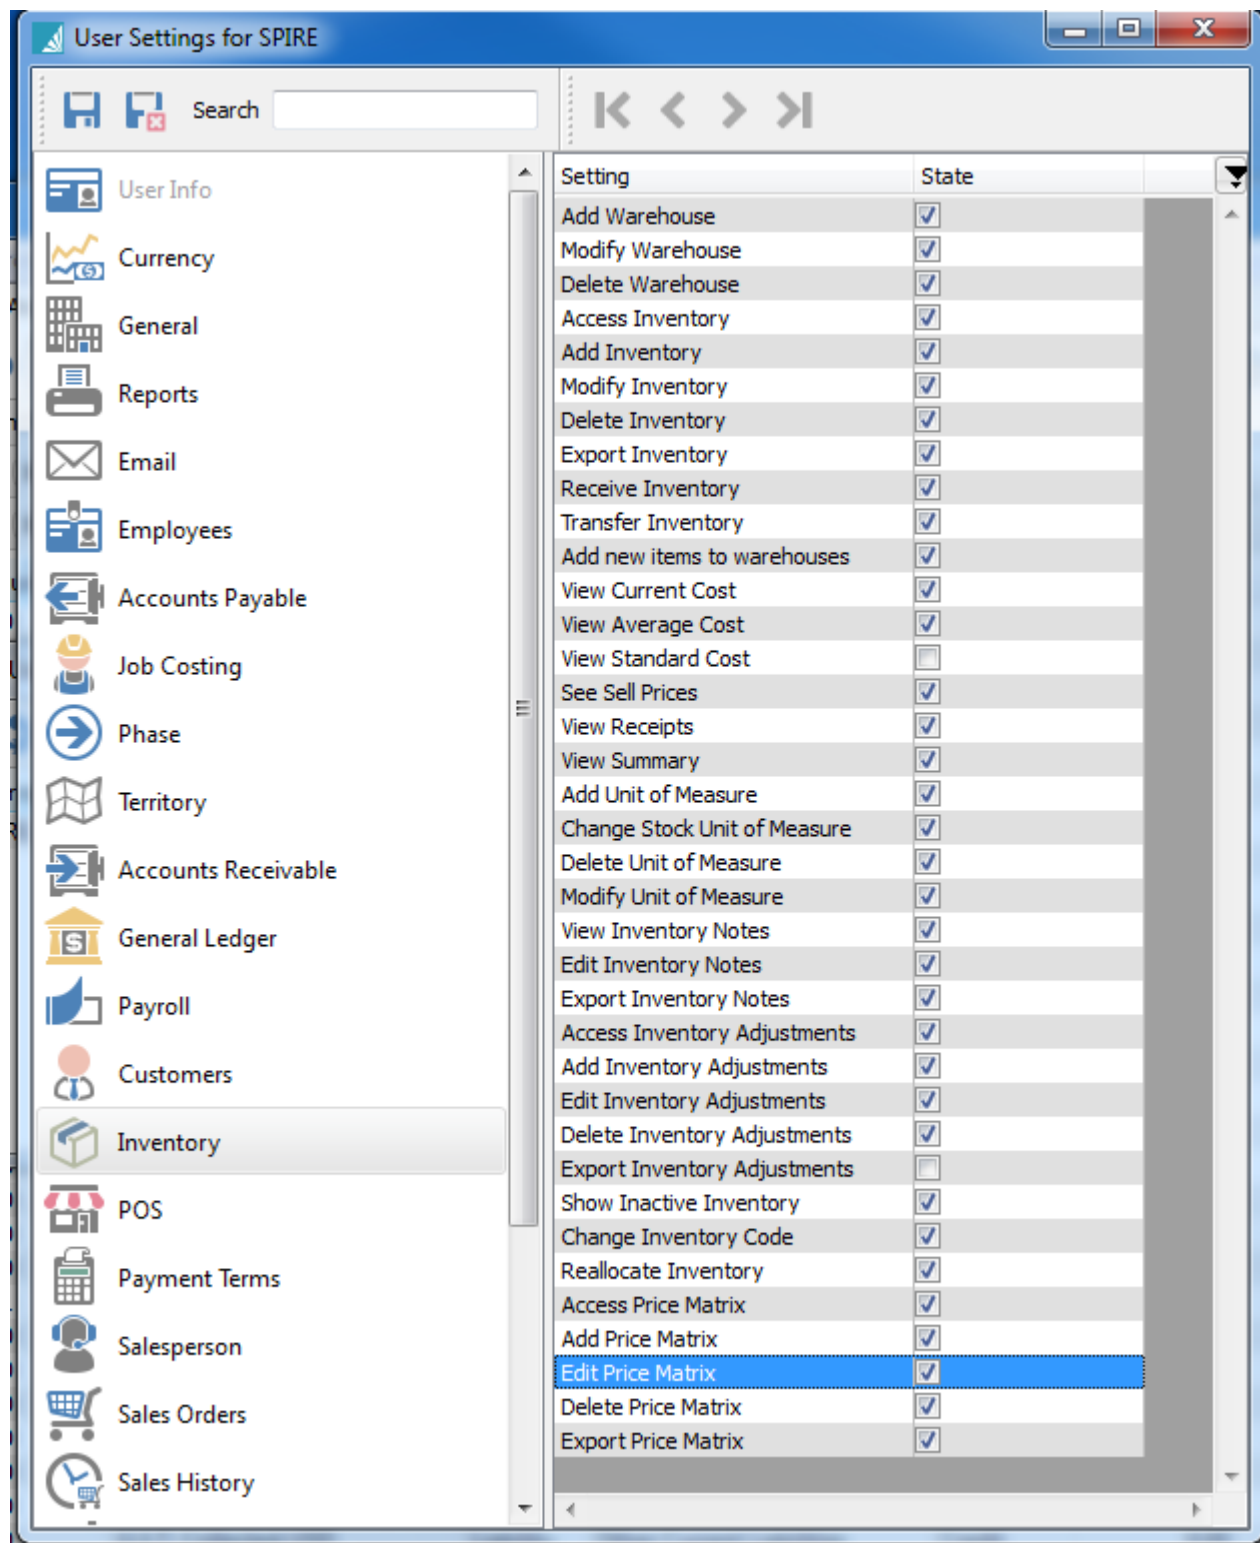 User Settings for SPIRE
Search
User Info
Currency
General
Reports
Email
Employees
Accounts Payable
Job Costing
Phase
Territory
Accounts Receivable
General Ledger
Payroll
Customers
Inventory
POS
Payment Terms
Salesperson
Sales Orders
Sales History
Setting State
Add Warehouse
Modify Warehouse
Delete Warehouse
Access Inventory
Add Inventory
Modify Inventory
Delete Inventory
Export Inventory
Receive Inventory
Transfer Inventory
Add new items to warehouses
View Current Cost
View Average Cost
View Standard Cost
See Sell Prices
View Receipts
View Summary
Add Unit of Measure
Change Stock Unit of Measure
Delete Unit of Measure
Modify Unit of Measure
View Inventory Notes
Edit Inventory Notes
Export Inventory Notes
Access Inventory Adjustments
Add Inventory Adjustments
Edit Inventory Adjustments
Delete Inventory Adjustments
Export Inventory Adjustments
Show Inactive Inventory
Change Inventory Code
Reallocate Inventory
Access Price Matrix
Add Price Matrix
Edit Price Matrix
Delete Price Matrix
Export Price Matrix